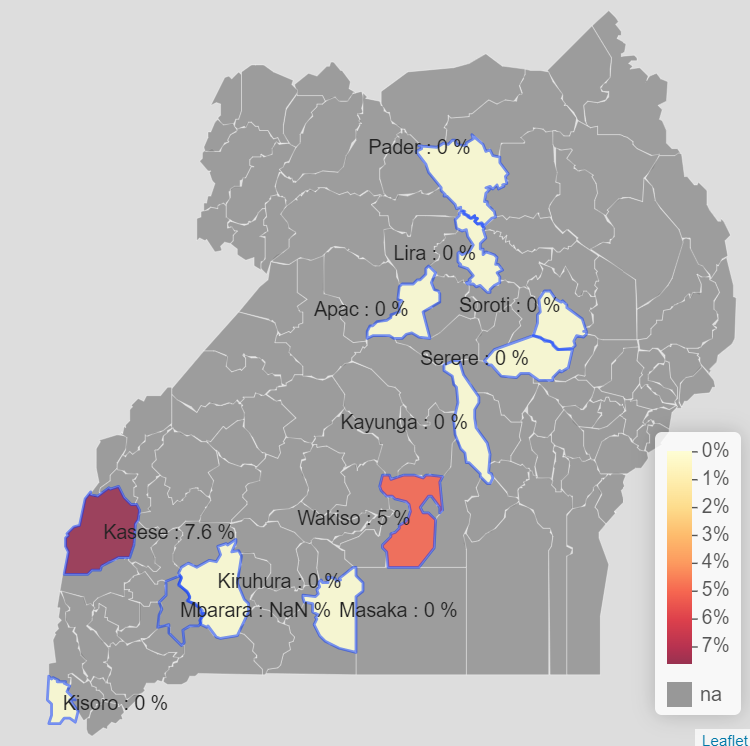 Pader : 0 %
Lira : 0 %
Apac : 0 %
Soroti : 0 %
Serere : 0 %
Kayunga : 0 %
Wakiso : 5 %
Kasese : 7.6 %
Kiruhura : 0 %
Mbarara : NaN %
Masaka : 0 %
Kisoro : 0 %
0%
1%
2%
3%
4%
5%
6%
7%
na
Leaflet